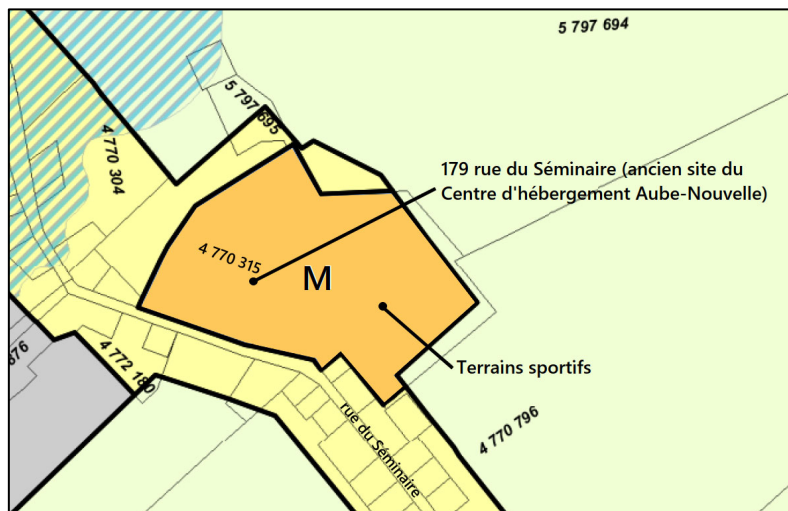 5 797 694
5 797 695
4 770 304
179 rue du Séminaire (ancien site du
Centre d'hébergement Aube-Nouvelle)
4 770 315
M
Terrains sportifs
876
4 772 180
rue du Séminaire
4 770 796